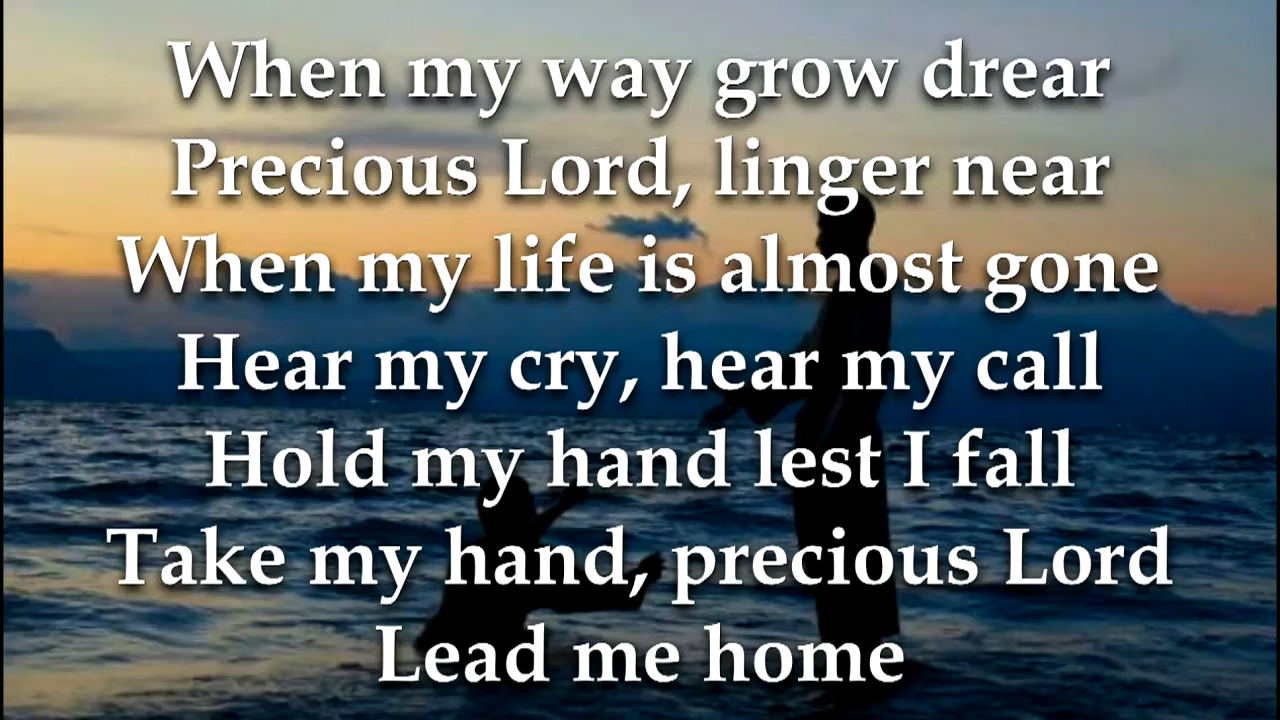 When my way grow drear
Precious Lord, linger near
When my life is almost gone
Hear my cry, hear my call
Hold my hand lest I fall
Take my hand, precious Lord
Lead me home